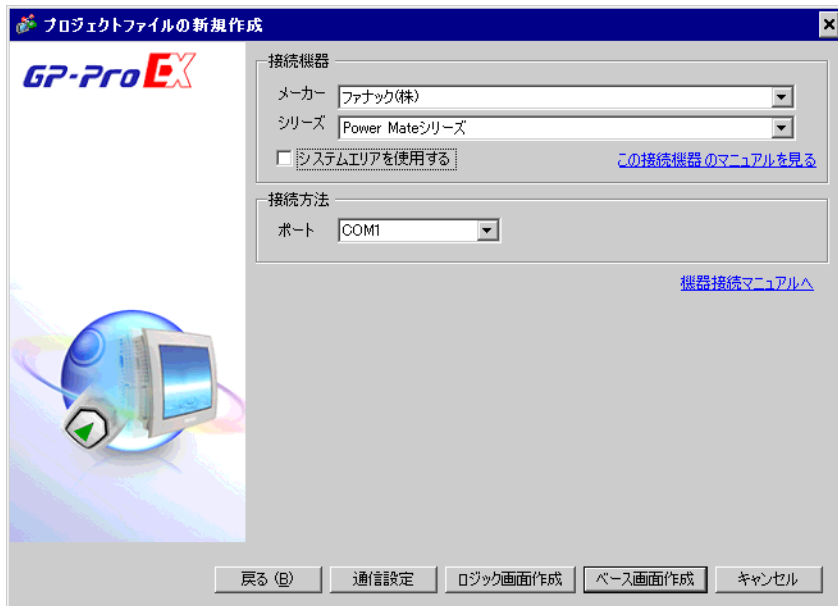 プロジェクトファイルの新規作成
GP-Pro EX
接続機器
メーカー ファナック(株)
シリーズ Power Mateシリーズ
システムエリアを使用する この接続機器のマニュアルを見る
接続方法
ポート COM1
機器接続マニュアルへ
戻る (B) 通信設定 ロジック画面作成 ベース画面作成 キャンセル